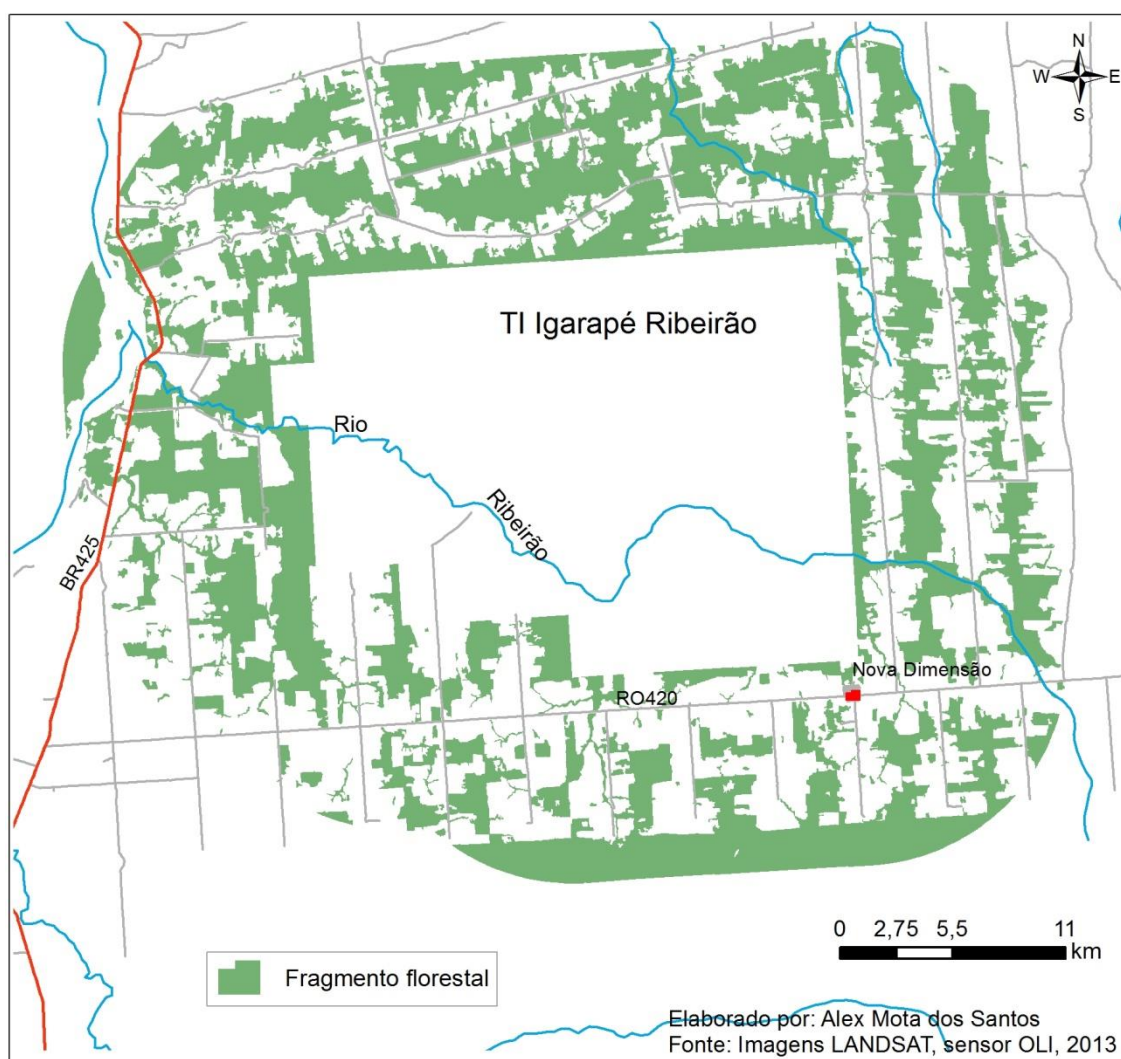 N
W E
S
TI Igarapé Ribeirão
Rio
Ribeirão
BR425
Nova Dimensão
RO420
0 2,75 5,5 11
km
Fragmento florestal
Elaborado por: Alex Mota dos Santos
Fonte: Imagens LANDSAT, sensor OLI, 2013